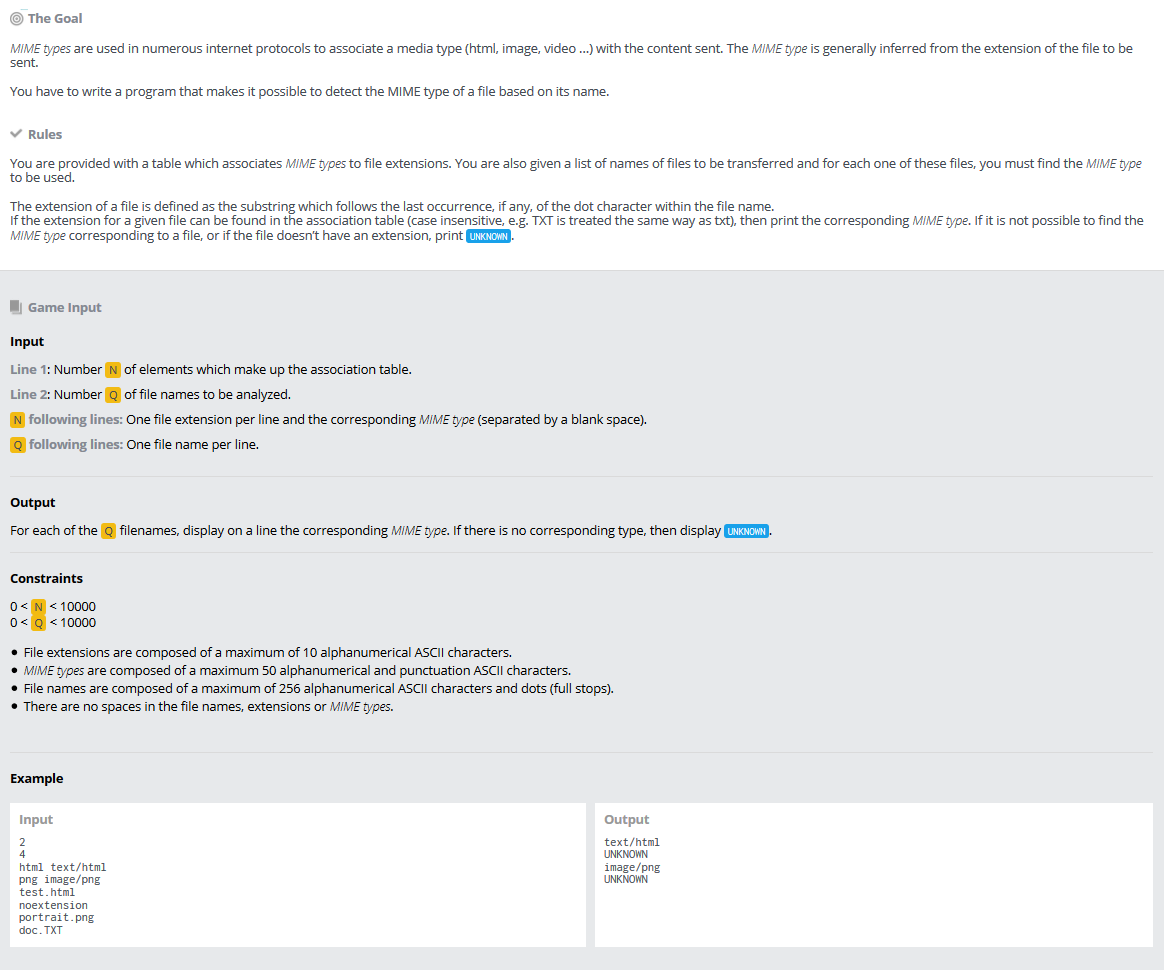 The Goal
MIME types are used in numerous internet protocols to associate a media type (html, image, video ...) with the content sent. The MIME type is generally inferred from the extension of the file to be
sent.
You have to write a program that makes it possible to detect the MIME type of a file based on its name.
Rules
You are provided with a table which associates MIME types to file extensions. You are also given a list of names of files to be transferred and for each one of these files, you must find the MIME type
to be used.
The extension of a file is defined as the substring which follows the last occurrence, if any, of the dot character within the file name.
If the extension for a given file can be found in the association table (case insensitive, e.g. TXT is treated the same way as txt), then print the corresponding MIME type. If it is not possible to find the
MIME type corresponding to a file, or if the file doesn't have an extension, print UNKNOWN.
Game Input
Input
Line 1: Number N of elements which make up the association table.
Line 2: Number Q of file names to be analyzed.
N following lines: One file extension per line and the corresponding MIME type (separated by a blank space).
Q following lines: One file name per line.
Output
For each of the Q filenames, display on a line the corresponding MIME type. If there is no corresponding type, then display UNKNOWN.
Constraints
0 < N < 10000
0 < Q < 10000
• File extensions are composed of a maximum of 10 alphanumerical ASCII characters.
• MIME types are composed of a maximum 50 alphanumerical and punctuation ASCII characters.
• File names are composed of a maximum of 256 alphanumerical ASCII characters and dots (full stops).
• There are no spaces in the file names, extensions or MIME types.
Example
Input
2
4
html text/html
png image/png
test.html
noextension
portrait.png
doc.TXT
Output
text/html
UNKNOWN
image/png
UNKNOWN